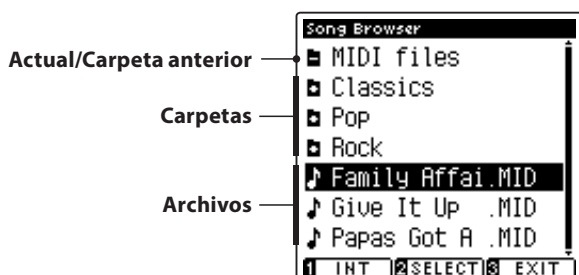 Song Browser
Actual/Carpeta anterior
MIDI files
Classics
Carpetas
Pop
Rock
Family Affai.MID
Archivos
Give It Up .MID
Papas Got A .MID
1 INT 2 SELECT 3 EXIT